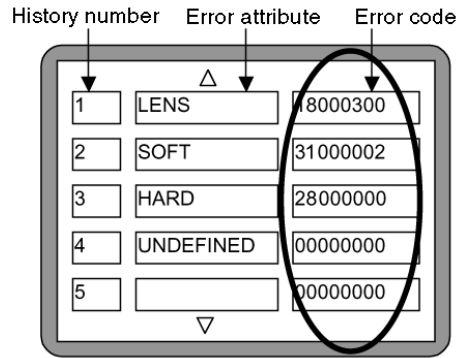 History number Error attribute Error code
△
1 LENS 18000300
2 SOFT 31000002
3 HARD 28000000
4 UNDEFINED 00000000
5 00000000
▽